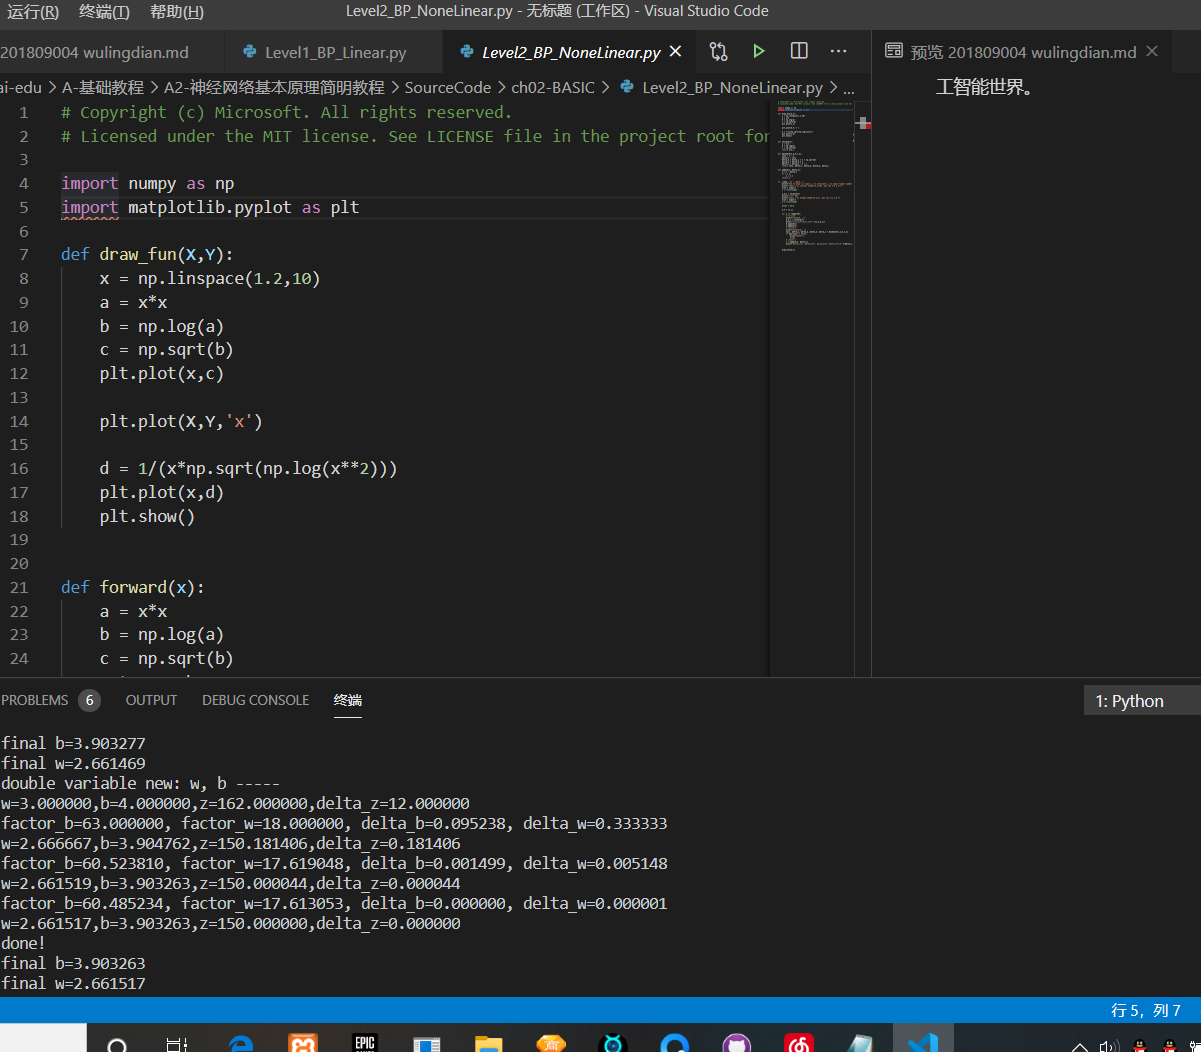 运行(R) 终端(T) 帮助(H) Level2_BP_NoneLinear.py - 无标题 (工作区) - Visual Studio Code
201809004 wulingdian.md Level1_BP_Linear.py Level2_BP_NoneLinear.py 预览 201809004 wulingdian.md
ai-edu > A-基础教程 > A2-神经网络基本原理简明教程 > SourceCode > ch02-BASIC > Level2_BP_NoneLinear.py > ...
工智能世界。
1 # Copyright (c) Microsoft. All rights reserved.
2 # Licensed under the MIT license. See LICENSE file in the project root for
3
4 import numpy as np
5 import matplotlib.pyplot as plt
6
7 def draw_fun(X,Y):
8 x = np.linspace(1.2,10)
9 a = x*x
10 b = np.log(a)
11 c = np.sqrt(b)
12 plt.plot(x,c)
13
14 plt.plot(X,Y,'x')
15
16 d = 1/(x*np.sqrt(np.log(x**2)))
17 plt.plot(x,d)
18 plt.show()
19
20
21 def forward(x):
22 a = x*x
23 b = np.log(a)
24 c = np.sqrt(b)
PROBLEMS 6 OUTPUT DEBUG CONSOLE 终端 1: Python
final b=3.903277
final w=2.661469
double variable new: w, b -----
w=3.000000,b=4.000000,z=162.000000,delta_z=12.000000
factor_b=63.000000, factor_w=18.000000, delta_b=0.095238, delta_w=0.333333
w=2.666667,b=3.904762,z=150.181406,delta_z=0.181406
factor_b=60.523810, factor_w=17.619048, delta_b=0.001499, delta_w=0.005148
w=2.661519,b=3.903263,z=150.000044,delta_z=0.000044
factor_b=60.485234, factor_w=17.613053, delta_b=0.000000, delta_w=0.000001
w=2.661517,b=3.903263,z=150.000000,delta_z=0.000000
done!
final b=3.903263
final w=2.661517
行 5，列 7
EPIC